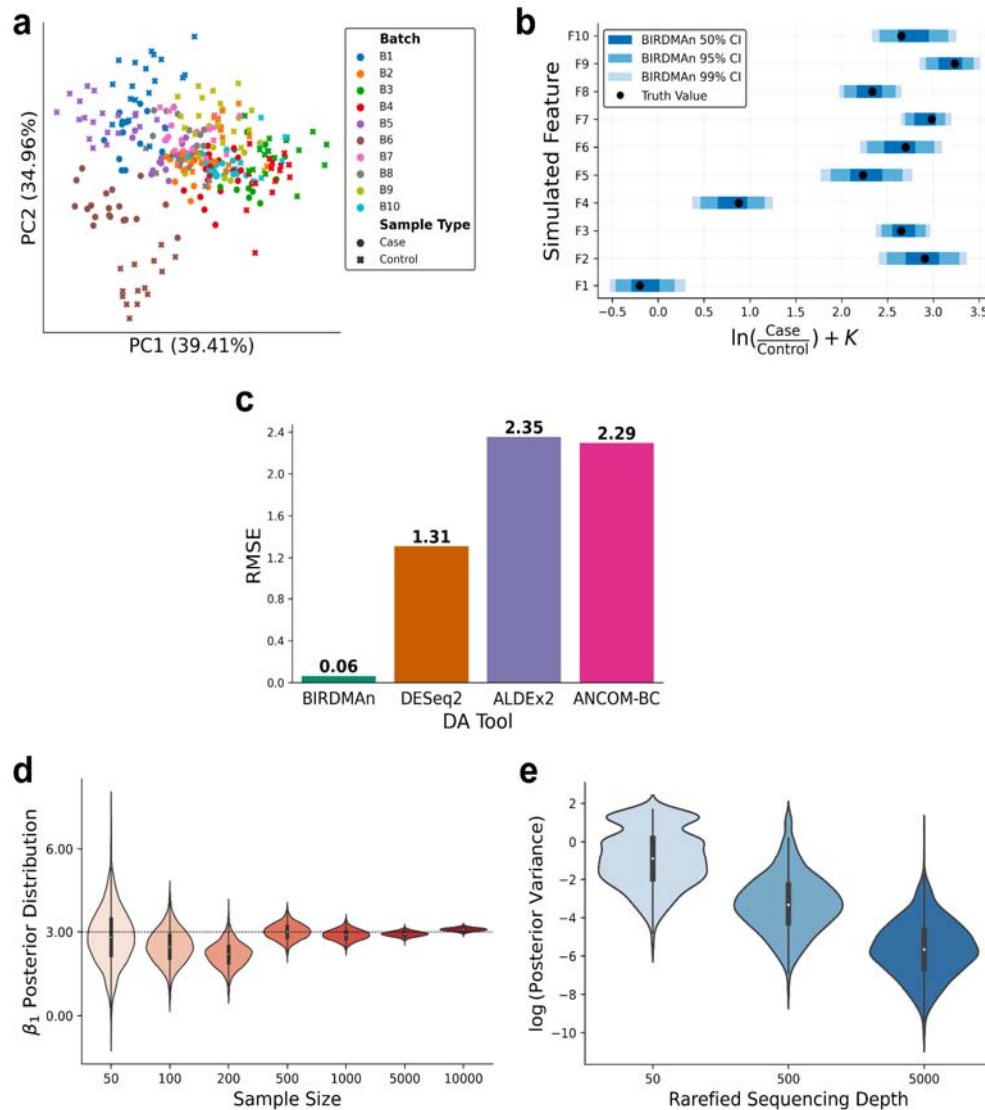 a
PC2 (34.96%)
PC1 (39.41%)
Batch
B1
B2
B3
B4
B5
B6
B7
B8
B9
B10
Sample Type
Case
Control
b
Simulated Feature
F10
F9
F8
F7
F6
F5
F4
F3
F2
F1
BIRDMAn 50% CI
BIRDMAn 95% CI
BIRDMAn 99% CI
Truth Value
−0.5 0.0 0.5 1.0 1.5 2.0 2.5 3.0 3.5
ln(Case/Control) + K
c
RMSE
2.4
2.0
1.6
1.2
0.8
0.4
0.0
0.06
1.31
2.35
2.29
BIRDMAn DESeq2 ALDEx2 ANCOM-BC
DA Tool
d
β1 Posterior Distribution
6.00
3.00
0.00
50 100 200 500 1000 5000 10000
Sample Size
e
log (Posterior Variance)
2
0
−2
−4
−6
−8
−10
50 500 5000
Rarefied Sequencing Depth